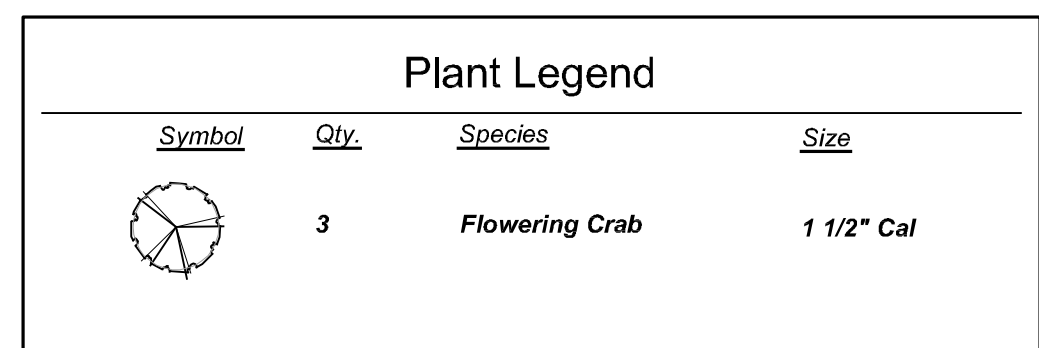 Plant Legend
Symbol Qty. Species Size
3 Flowering Crab 1 1/2" Cal